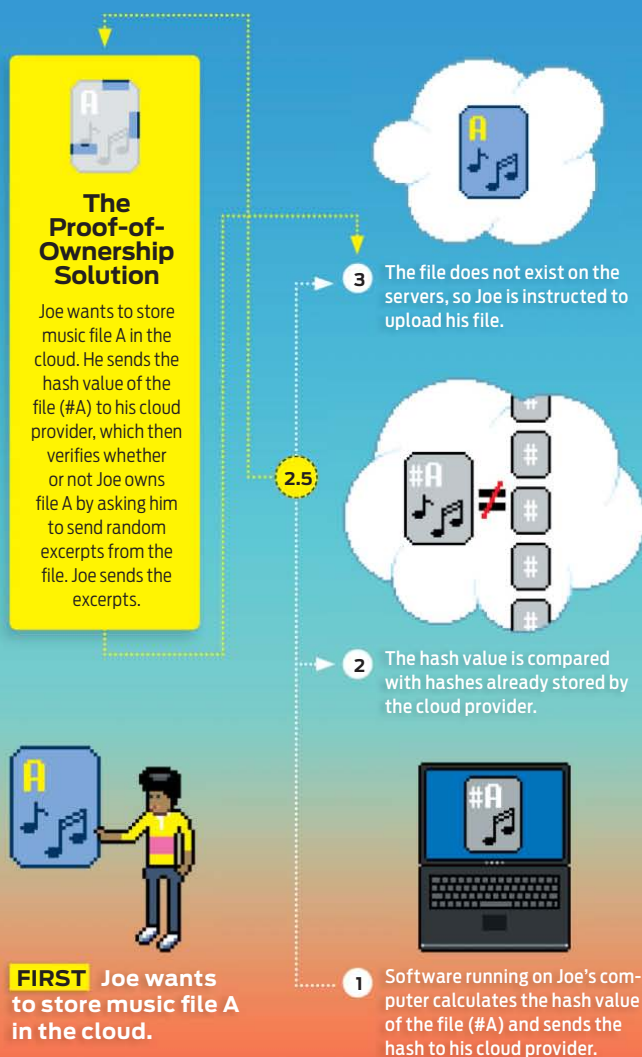 A
The
Proof-of-
Ownership
Solution
Joe wants to store
music file A in the
cloud. He sends the
hash value of the
file (#A) to his cloud
provider, which then
verifies whether
or not Joe owns
file A by asking him
to send random
excerpts from the
file. Joe sends the
excerpts.
A
3 The file does not exist on the
servers, so Joe is instructed to
upload his file.
2.5
#A ≠
#
#
#
#
#
2 The hash value is compared
with hashes already stored by
the cloud provider.
A
FIRST Joe wants
to store music file A
in the cloud.
#A
1 Software running on Joe's com-
puter calculates the hash value
of the file (#A) and sends the
hash to his cloud provider.